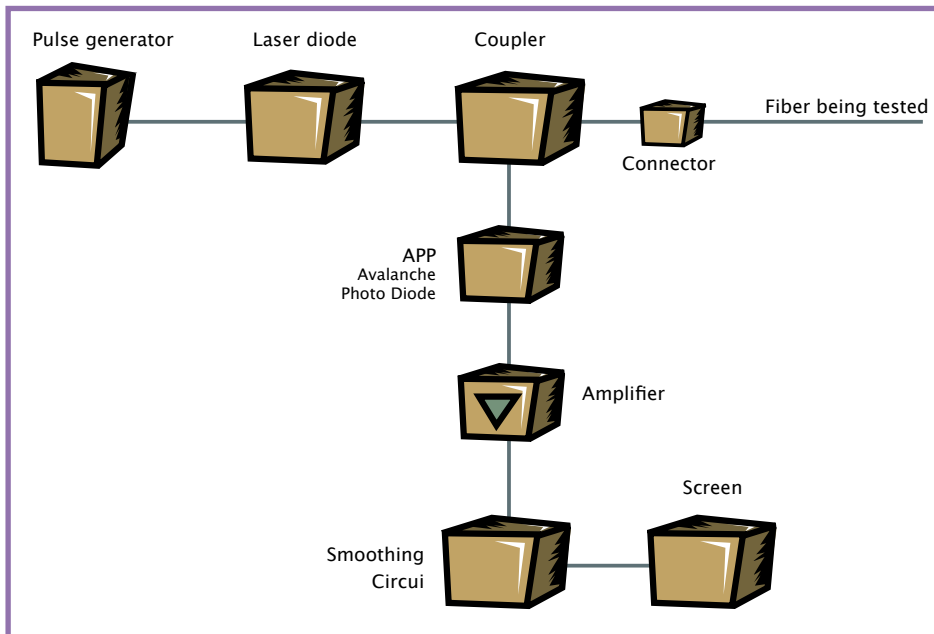 Pulse generator
Laser diode
Coupler
Fiber being tested
Connector
APP
Avalanche
Photo Diode
Amplifier
Screen
Smoothing
Circui